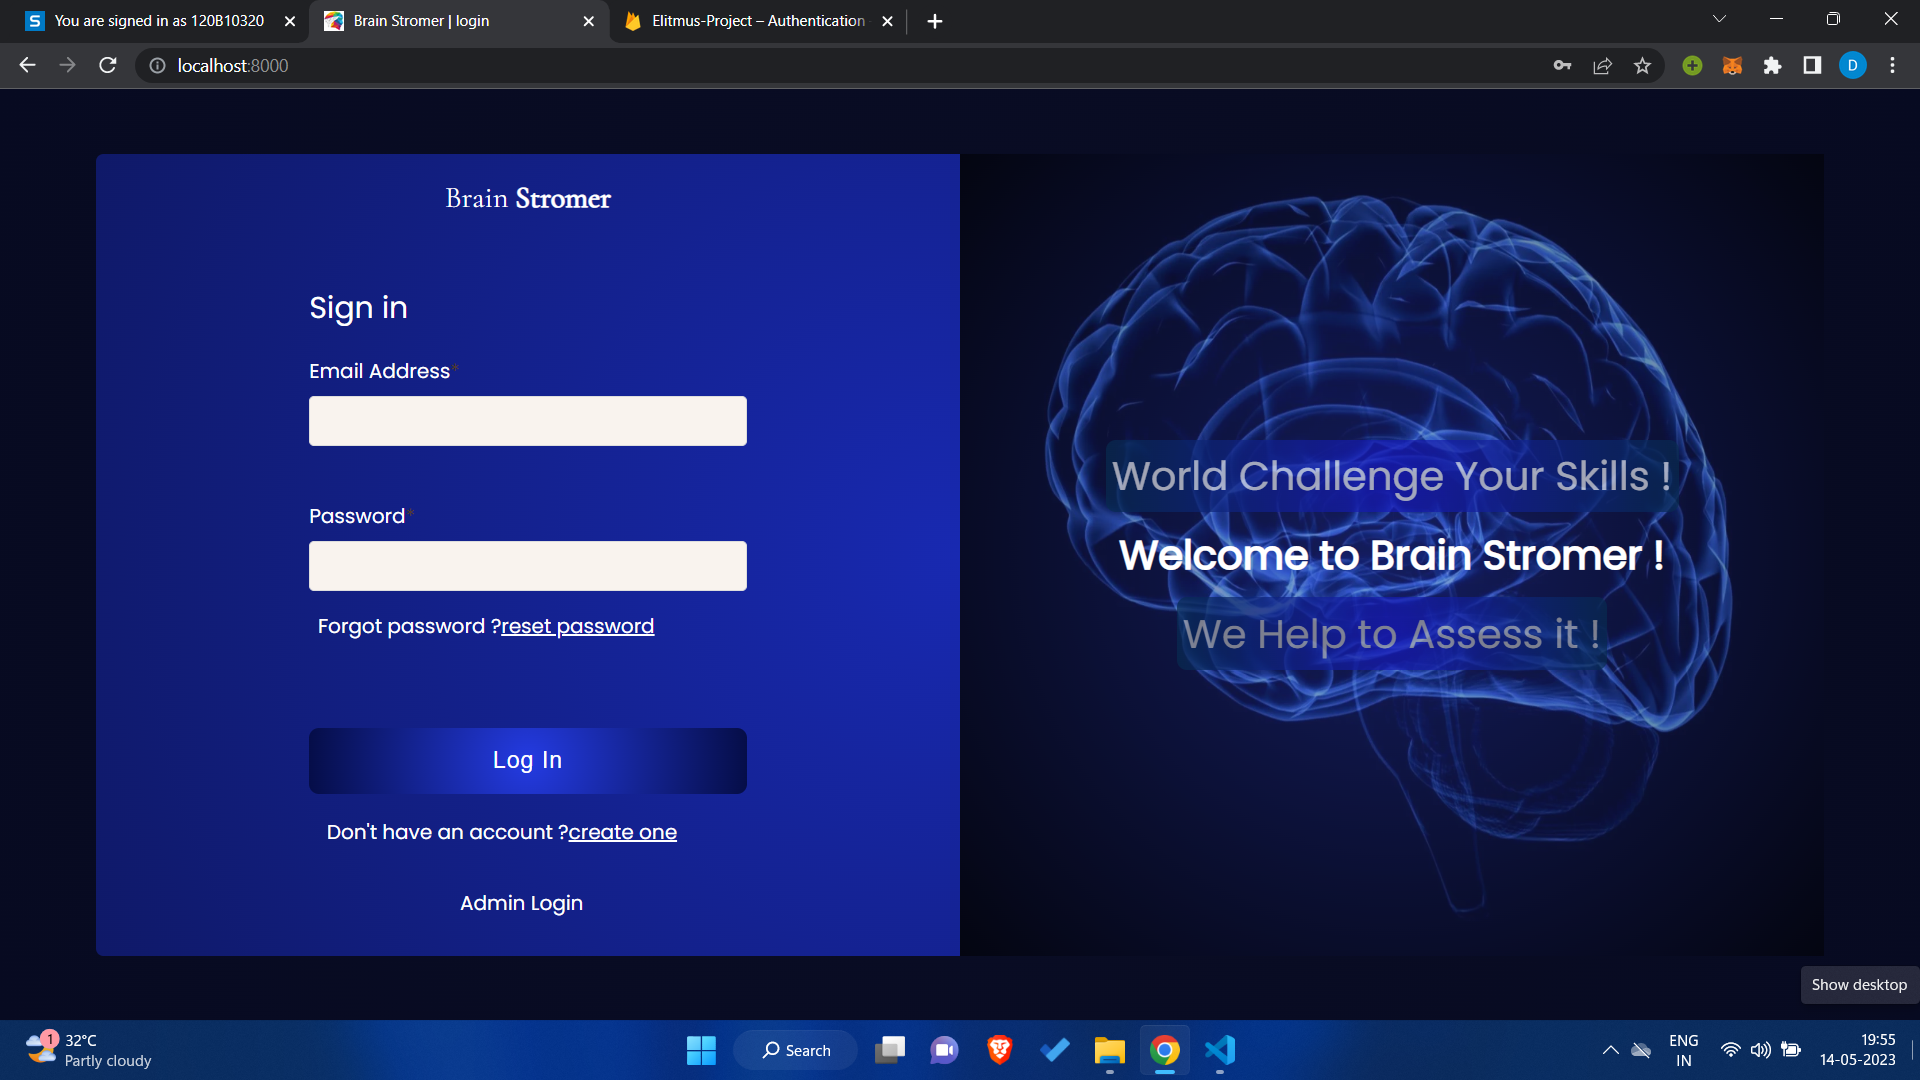 You are signed in as 120B10320
Brain Stromer | login
Elitmus-Project – Authentication
localhost:8000
D
Brain Stromer
Sign in
Email Address*
Password*
Forgot password ?reset password
Log In
Don't have an account ?create one
Admin Login
World Challenge Your Skills !
Welcome to Brain Stromer !
We Help to Assess it !
Show desktop
1
32°C
Partly cloudy
Search
ENG
IN
19:55
14-05-2023